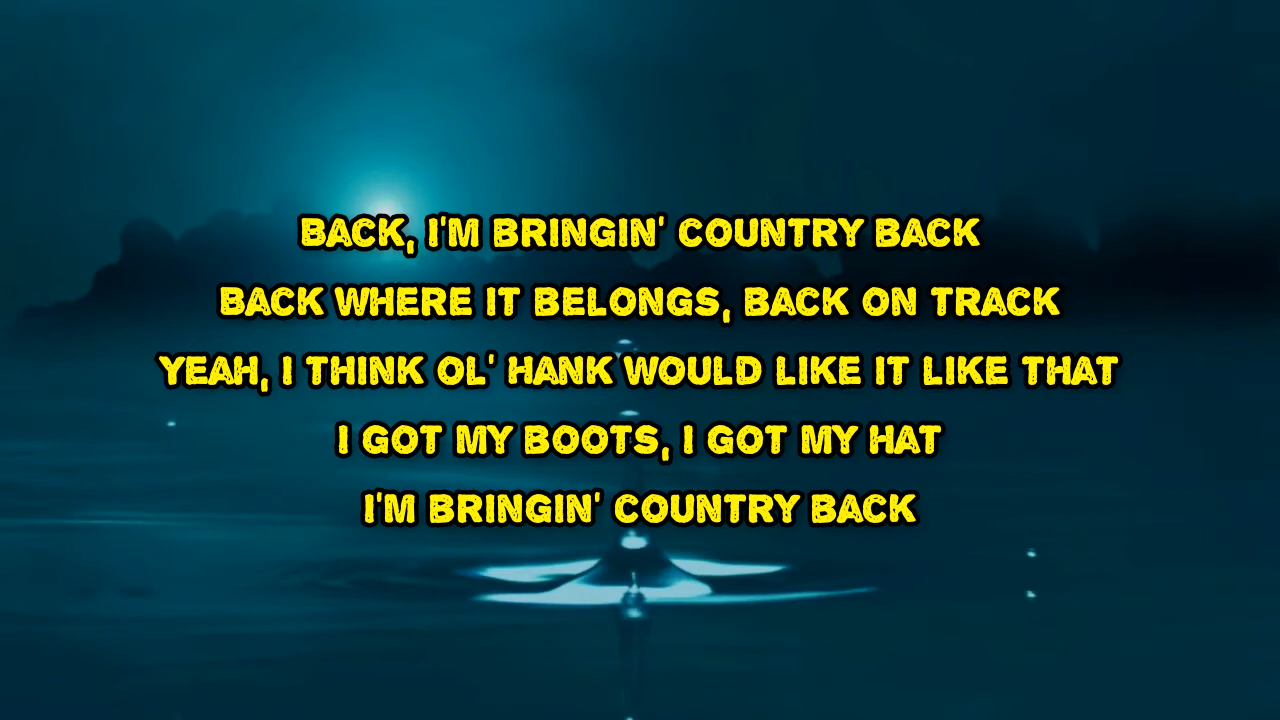 BACK, I'M BRINGIN' COUNTRY BACK
BACK WHERE IT BELONGS, BACK ON TRACK
YEAH, I THINK OL' HANK WOULD LIKE IT LIKE THAT
I GOT MY BOOTS, I GOT MY HAT
I'M BRINGIN' COUNTRY BACK